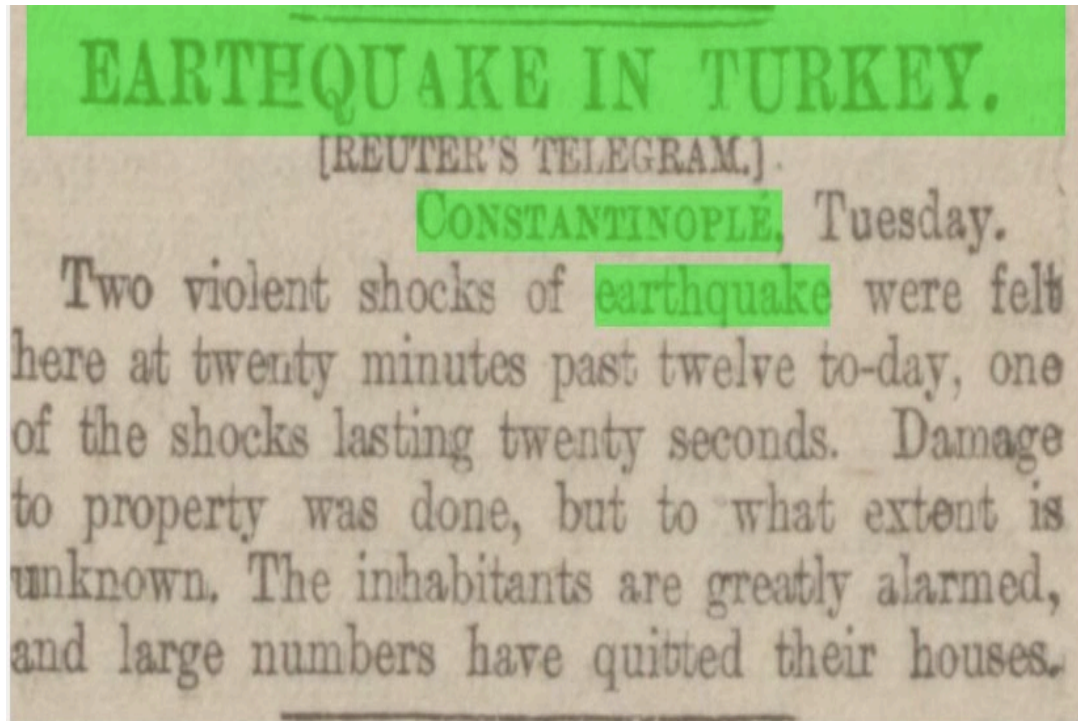 EARTHQUAKE IN TURKEY.
[REUTER'S TELEGRAM.]
CONSTANTINOPLE, Tuesday.
Two violent shocks of earthquake were felt
here at twenty minutes past twelve to-day, one
of the shocks lasting twenty seconds. Damage
to property was done, but to what extent is
unknown. The inhabitants are greatly alarmed,
and large numbers have quitted their houses.